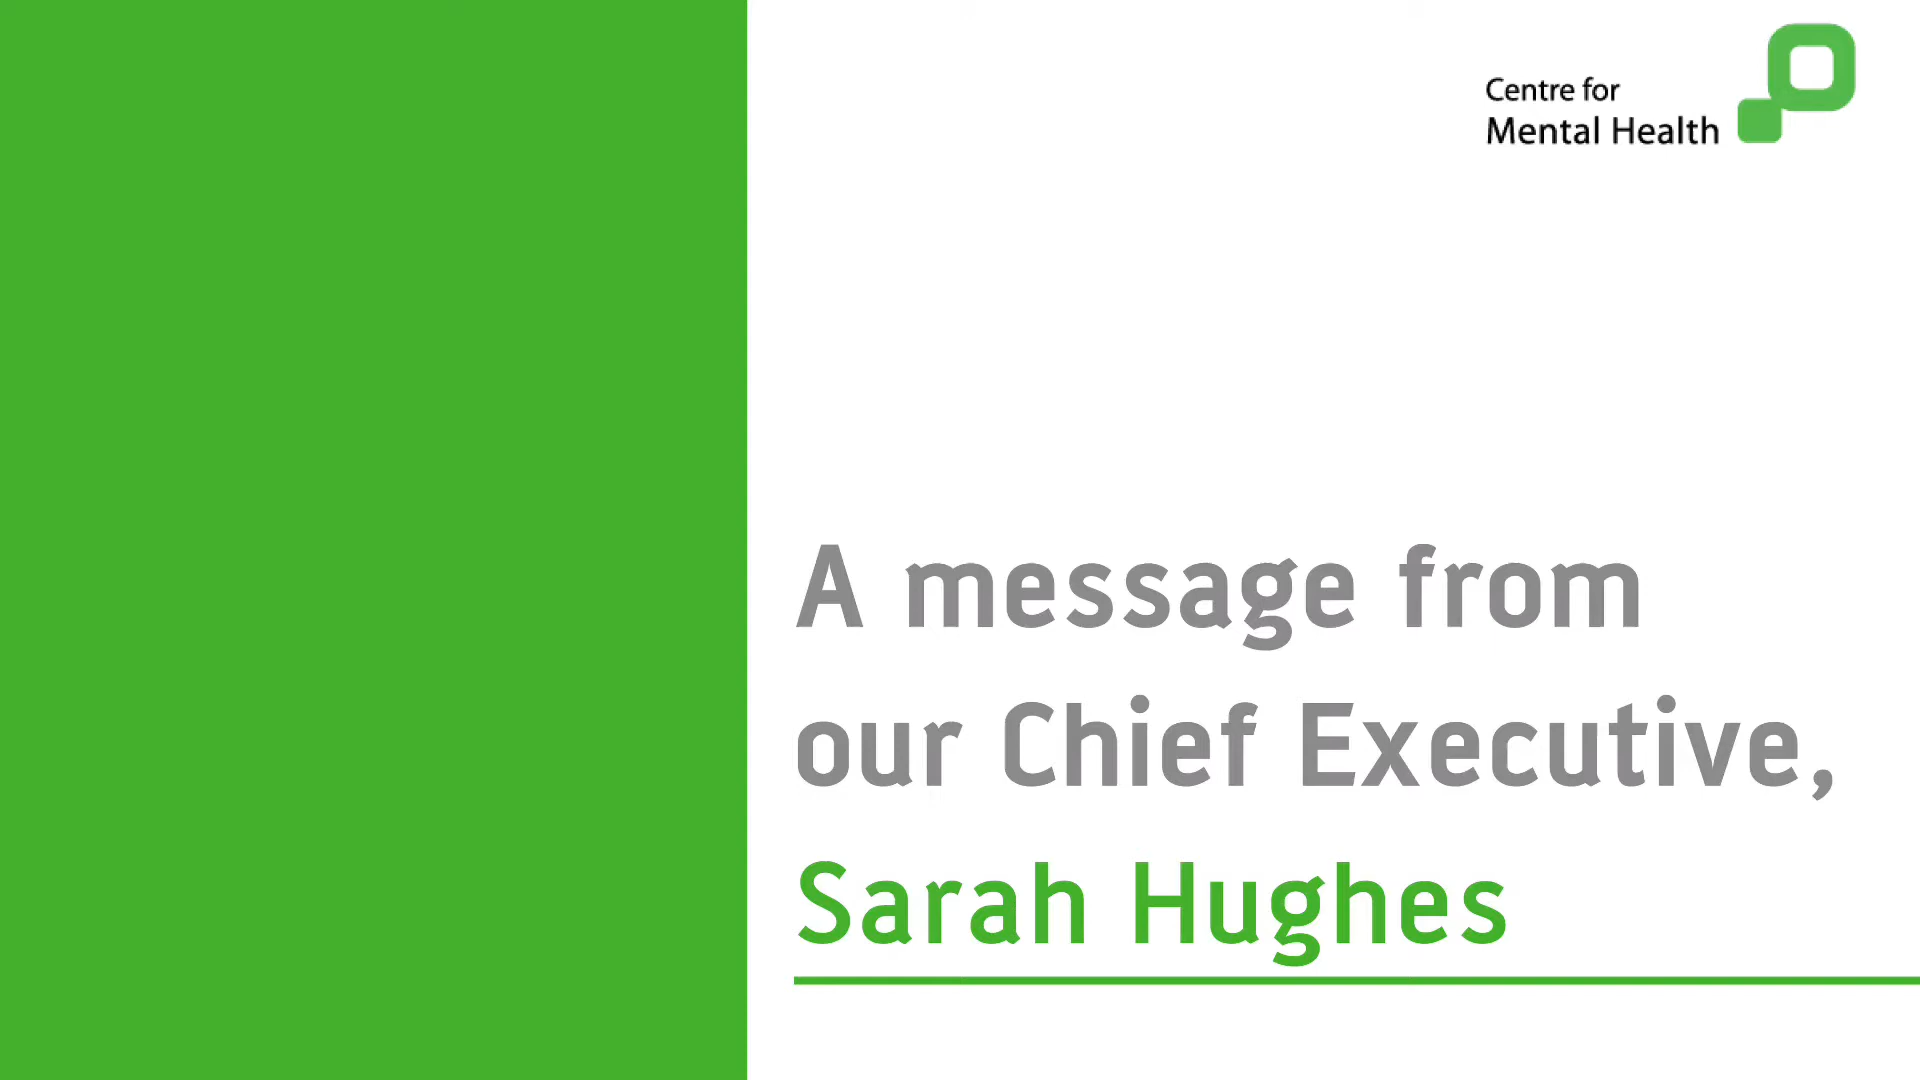 Centre for
Mental Health
A message from
our Chief Executive,
Sarah Hughes